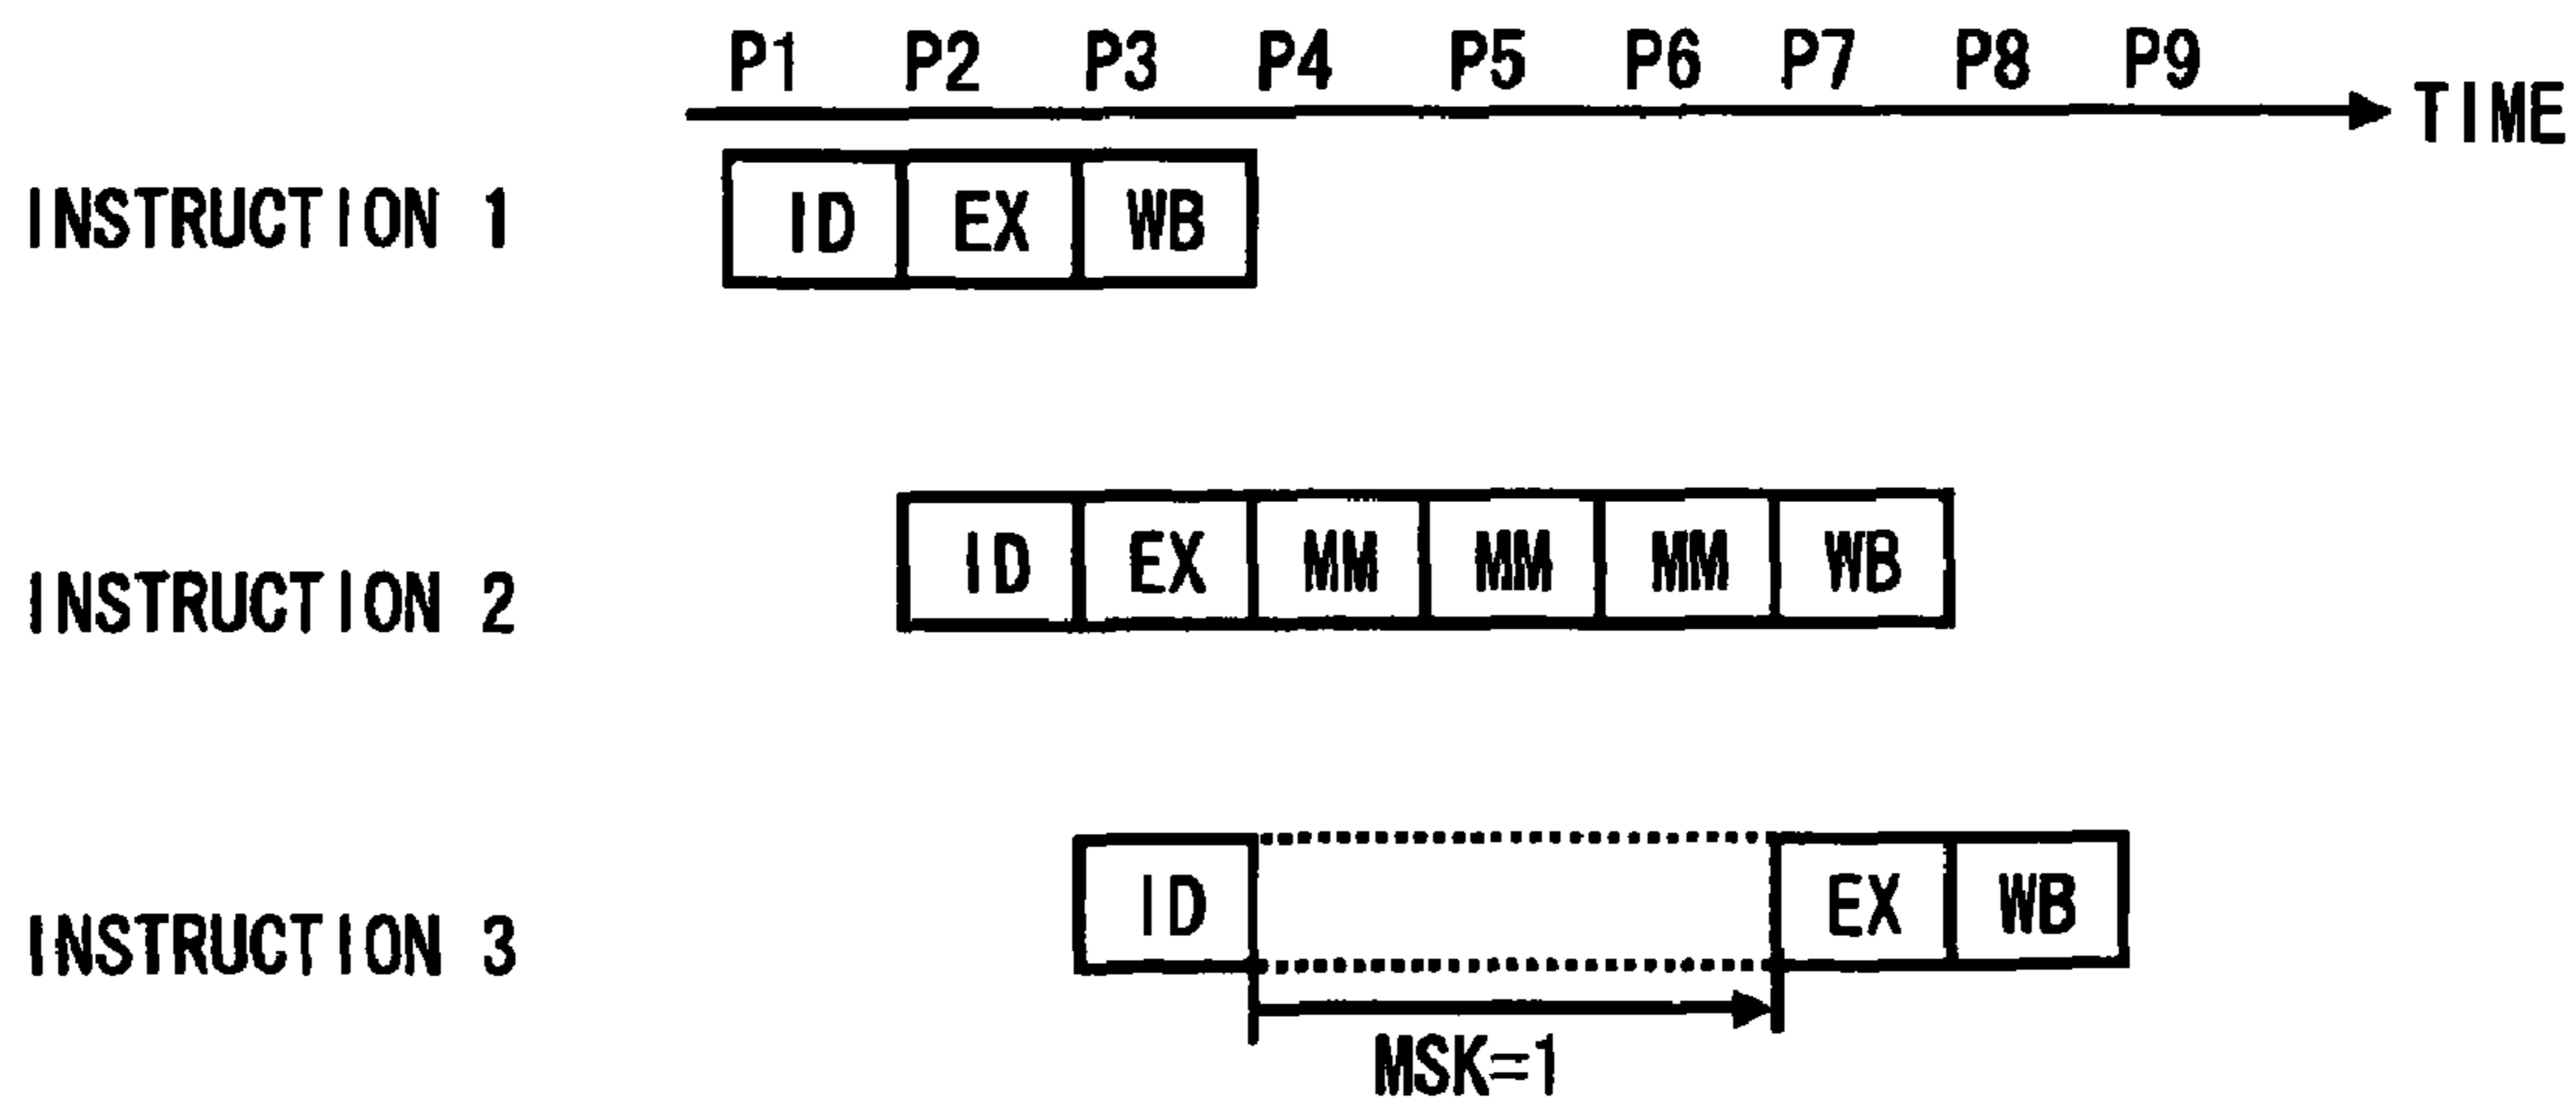 P1 P2 P3 P4 P5 P6 P7 P8 P9
TIME
INSTRUCTION 1 ID EX WB
INSTRUCTION 2 ID EX MM MM MM WB
INSTRUCTION 3 ID EX WB
MSK=1